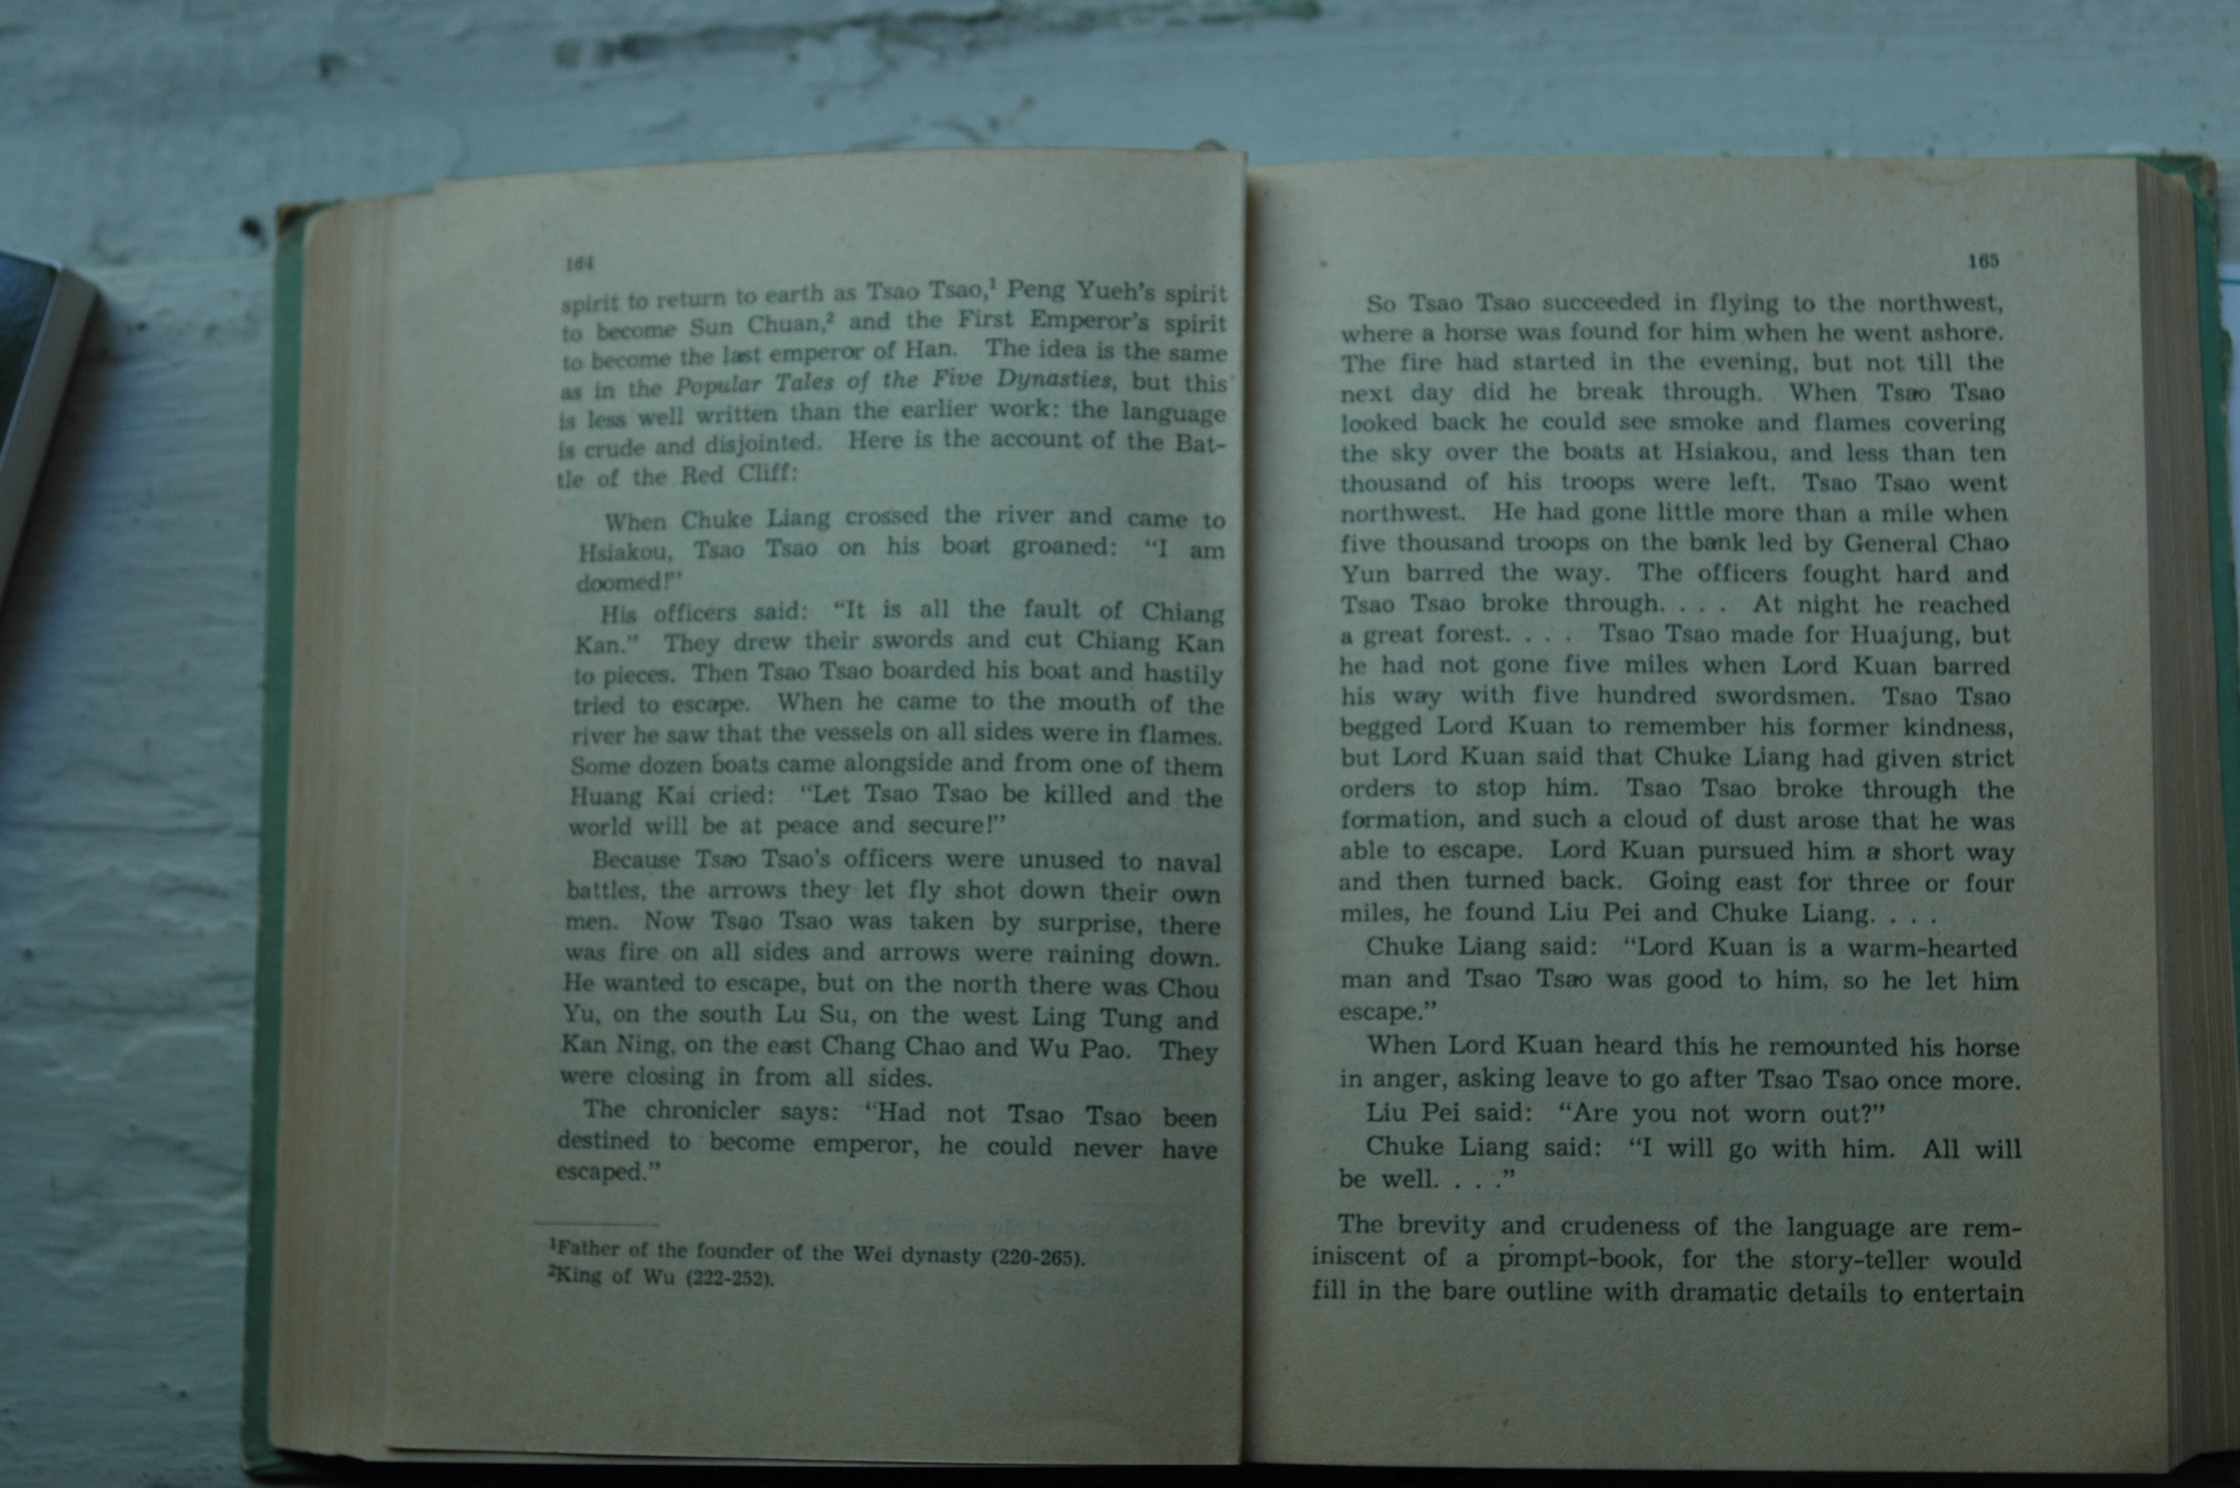 164
spirit to return to earth as Tsao Tsao,¹ Peng Yueh's spirit
to become Sun Chuan,² and the First Emperor's spirit
to become the last emperor of Han. The idea is the same
as in the Popular Tales of the Five Dynasties, but this
is less well written than the earlier work: the language
is crude and disjointed. Here is the account of the Bat-
tle of the Red Cliff:
When Chuke Liang crossed the river and came to
Hsiakou, Tsao Tsao on his boat groaned: "I am
doomed!"
His officers said: "It is all the fault of Chiang
Kan." They drew their swords and cut Chiang Kan
to pieces. Then Tsao Tsao boarded his boat and hastily
tried to escape. When he came to the mouth of the
river he saw that the vessels on all sides were in flames.
Some dozen boats came alongside and from one of them
Huang Kai cried: "Let Tsao Tsao be killed and the
world will be at peace and secure!"
Because Tsao Tsao's officers were unused to naval
battles, the arrows they let fly shot down their own
men. Now Tsao Tsao was taken by surprise, there
was fire on all sides and arrows were raining down.
He wanted to escape, but on the north there was Chou
Yu, on the south Lu Su, on the west Ling Tung and
Kan Ning, on the east Chang Chao and Wu Pao. They
were closing in from all sides.
The chronicler says: "Had not Tsao Tsao been
destined to become emperor, he could never have
escaped."
¹Father of the founder of the Wei dynasty (220-265).
²King of Wu (222-252).
165
So Tsao Tsao succeeded in flying to the northwest,
where a horse was found for him when he went ashore.
The fire had started in the evening, but not till the
next day did he break through. When Tsao Tsao
looked back he could see smoke and flames covering
the sky over the boats at Hsiakou, and less than ten
thousand of his troops were left. Tsao Tsao went
northwest. He had gone little more than a mile when
five thousand troops on the bank led by General Chao
Yun barred the way. The officers fought hard and
Tsao Tsao broke through. . . . At night he reached
a great forest. . . . Tsao Tsao made for Huajung, but
he had not gone five miles when Lord Kuan barred
his way with five hundred swordsmen. Tsao Tsao
begged Lord Kuan to remember his former kindness,
but Lord Kuan said that Chuke Liang had given strict
orders to stop him. Tsao Tsao broke through the
formation, and such a cloud of dust arose that he was
able to escape. Lord Kuan pursued him a short way
and then turned back. Going east for three or four
miles, he found Liu Pei and Chuke Liang. . . .
Chuke Liang said: "Lord Kuan is a warm-hearted
man and Tsao Tsao was good to him, so he let him
escape."
When Lord Kuan heard this he remounted his horse
in anger, asking leave to go after Tsao Tsao once more.
Liu Pei said: "Are you not worn out?"
Chuke Liang said: "I will go with him. All will
be well. . . ."
The brevity and crudeness of the language are rem-
iniscent of a prompt-book, for the story-teller would
fill in the bare outline with dramatic details to entertain